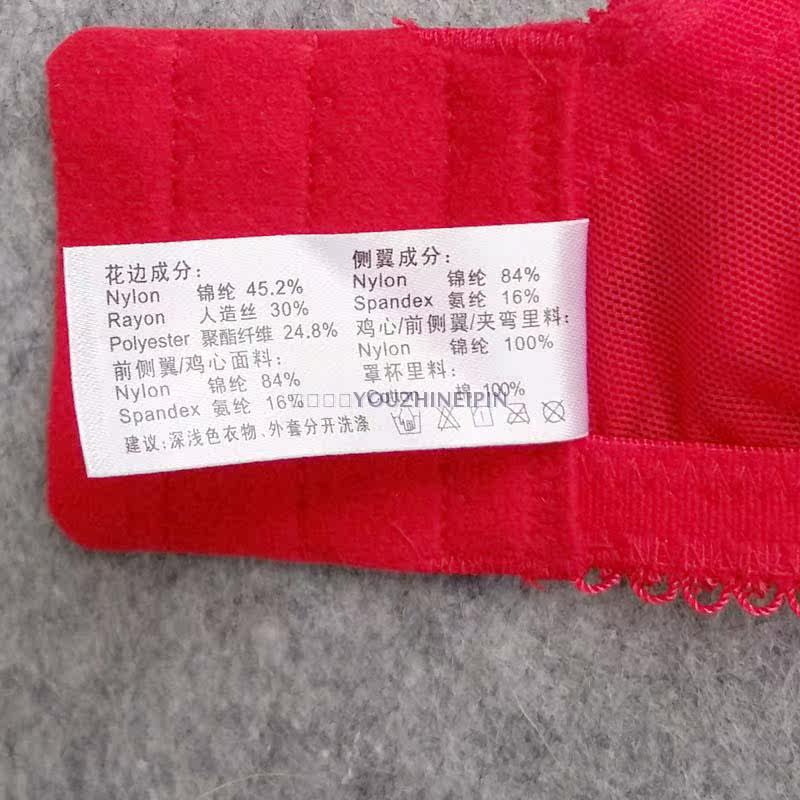 花边成分:
Nylon 锦纶 45.2%
Rayon 人造丝 30%
Polyester 聚酯纤维 24.8%
前侧翼/鸡心面料:
Nylon 锦纶 84%
Spandex 氨纶 16%
建议:深浅色衣物、外套分开洗涤
侧翼成分:
Nylon 锦纶 84%
Spandex 氨纶 16%
鸡心/前侧翼/夹弯里料:
Nylon 锦纶 100%
罩杯里料:
棉 100%
YOUZHINEIPIN